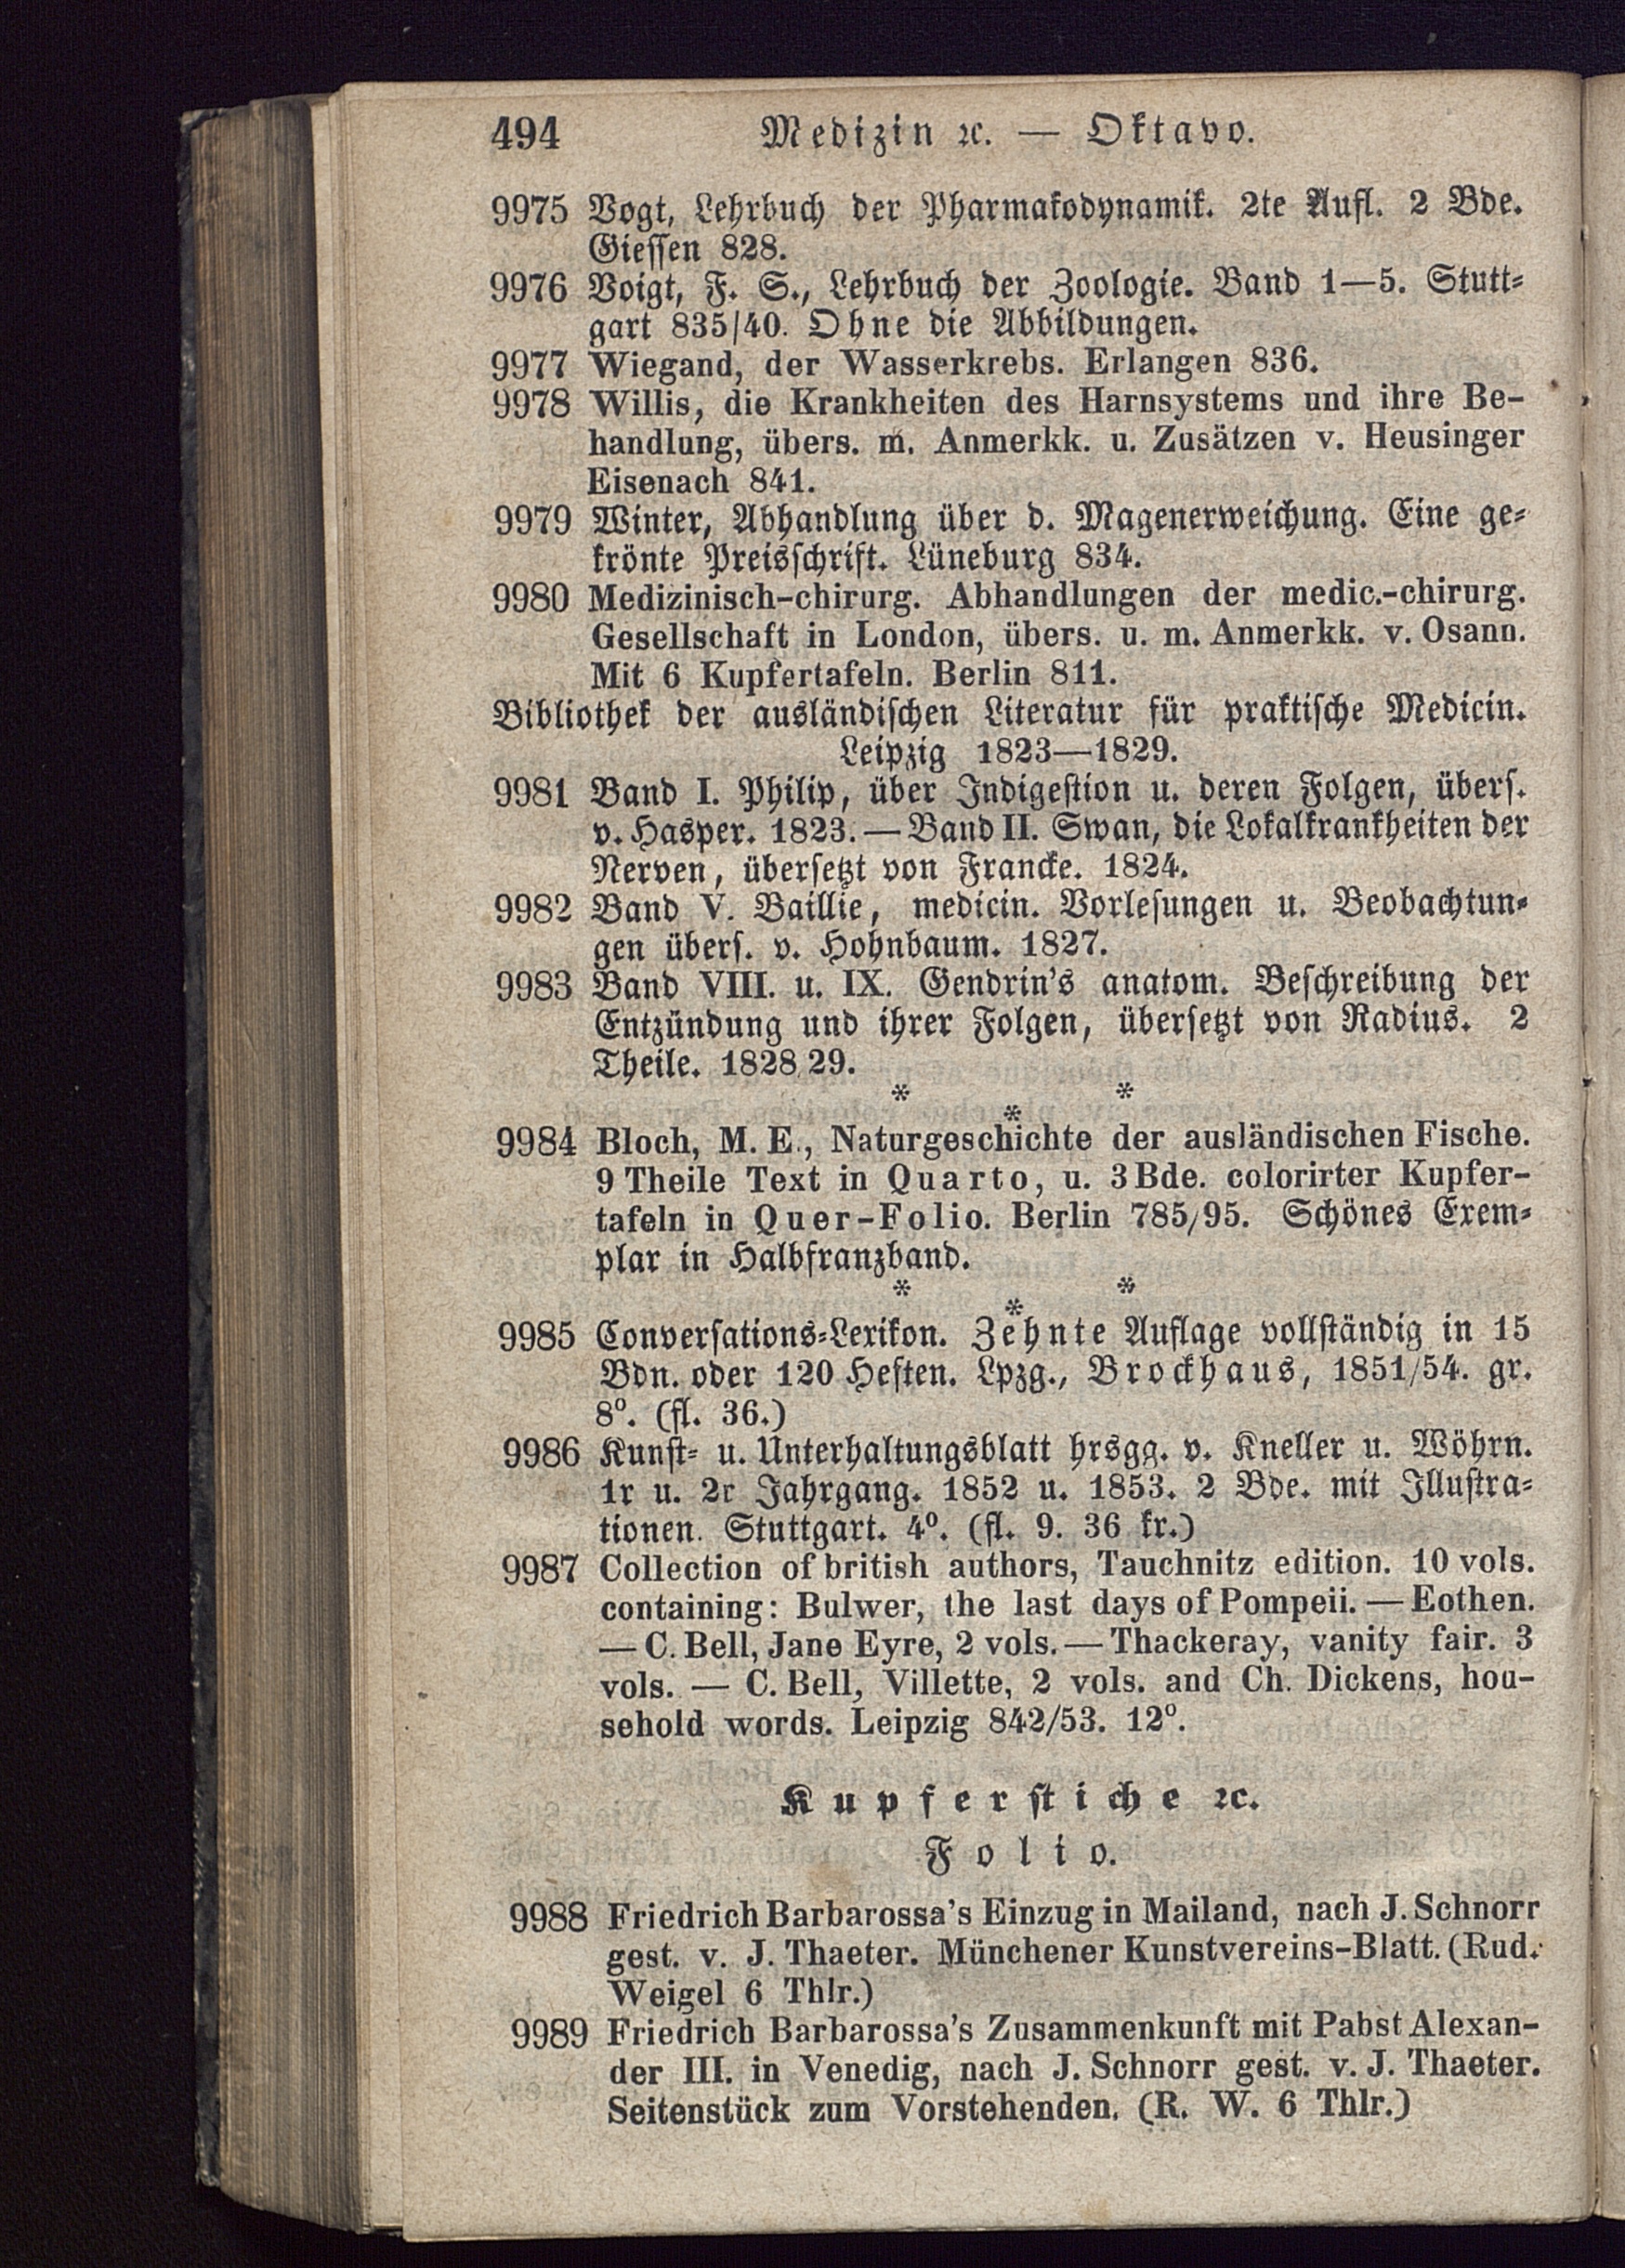 494 Medizin ꝛc. — Oktavo.
9975 Vogt, Lehrbuch der Pharmakodynamik. 2te Aufl. 2 Bde.
Giessen 828.
9976 Voigt, F. S., Lehrbuch der Zoologie. Band 1—5. Stutt-
gart 835/40. Ohne die Abbildungen.
9977 Wiegand, der Wasserkrebs. Erlangen 836.
9978 Willis, die Krankheiten des Harnsystems und ihre Be-
handlung, übers. m. Anmerkk. u. Zusätzen v. Heusinger
Eisenach 841.
9979 Winter, Abhandlung über d. Magenerweichung. Eine ge-
krönte Preisschrift. Lüneburg 834.
9980 Medizinisch-chirurg. Abhandlungen der medic.-chirurg.
Gesellschaft in London, übers. u. m. Anmerkk. v. Osann.
Mit 6 Kupfertafeln. Berlin 811.
Bibliothek der ausländischen Literatur für praktische Medicin.
Leipzig 1823—1829.
9981 Band I. Philip, über Indigestion u. deren Folgen, übers.
v. Hasper. 1823. — Band II. Swan, die Lokalkrankheiten der
Nerven, übersetzt von Francke. 1824.
9982 Band V. Baillie, medicin. Vorlesungen u. Beobachtun-
gen übers. v. Hohnbaum. 1827.
9983 Band VIII. u. IX. Gendrin's anatom. Beschreibung der
Entzündung und ihrer Folgen, übersetzt von Radius. 2
Theile. 1828/29.
* * *
9984 Bloch, M. E., Naturgeschichte der ausländischen Fische.
9 Theile Text in Quarto, u. 3 Bde. colorirter Kupfer-
tafeln in Quer-Folio. Berlin 785/95. Schönes Exem-
plar in Halbfranzband.
* * *
9985 Conversations-Lexikon. Zehnte Auflage vollständig in 15
Bdn. oder 120 Heften. Lpzg., Brockhaus, 1851/54. gr.
8°. (fl. 36.)
9986 Kunst- u. Unterhaltungsblatt hrsgg. v. Kneller u. Wöhrn.
1r u. 2r Jahrgang. 1852 u. 1853. 2 Bde. mit Illustra-
tionen. Stuttgart. 4°. (fl. 9. 36 kr.)
9987 Collection of british authors, Tauchnitz edition. 10 vols.
containing: Bulwer, the last days of Pompeii. — Eothen.
— C. Bell, Jane Eyre, 2 vols. — Thackeray, vanity fair. 3
vols. — C. Bell, Villette, 2 vols. and Ch. Dickens, hou-
sehold words. Leipzig 842/53. 12°.
Kupferstiche ꝛc.
Folio.
9988 Friedrich Barbarossa's Einzug in Mailand, nach J. Schnorr
gest. v. J. Thaeter. Münchener Kunstvereins-Blatt. (Rud.
Weigel 6 Thlr.)
9989 Friedrich Barbarossa's Zusammenkunft mit Pabst Alexan-
der III. in Venedig, nach J. Schnorr gest. v. J. Thaeter.
Seitenstück zum Vorstehenden. (R. W. 6 Thlr.)